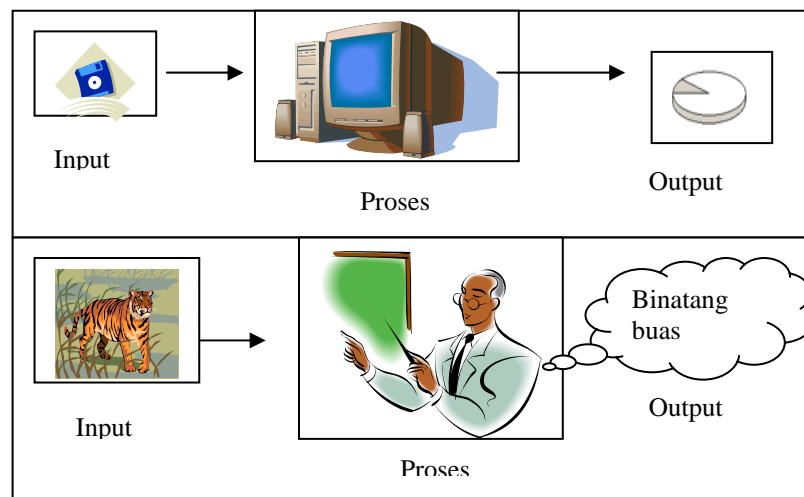 Input
Proses
Output
Binatang
buas
Input
Output
Proses